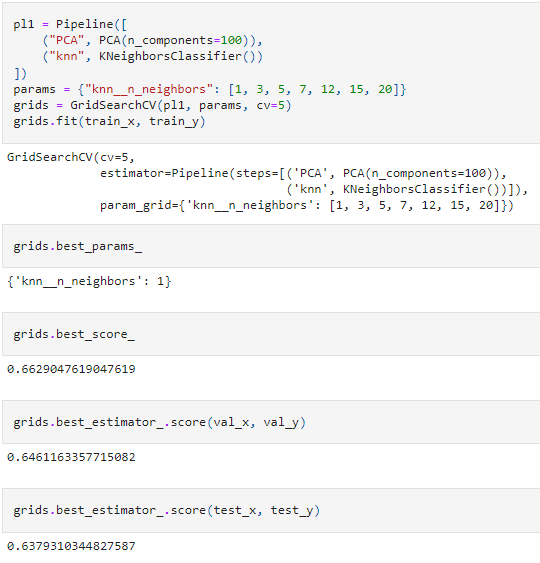 pl1 = Pipeline([
    ("PCA", PCA(n_components=100)),
    ("knn", KNeighborsClassifier())
])
params = {"knn__n_neighbors": [1, 3, 5, 7, 12, 15, 20]}
grids = GridSearchCV(pl1, params, cv=5)
grids.fit(train_x, train_y)
GridSearchCV(cv=5,
             estimator=Pipeline(steps=[('PCA', PCA(n_components=100)),
                                       ('knn', KNeighborsClassifier())]),
             param_grid={'knn__n_neighbors': [1, 3, 5, 7, 12, 15, 20]})
grids.best_params_
{'knn__n_neighbors': 1}
grids.best_score_
0.6629047619047619
grids.best_estimator_.score(val_x, val_y)
0.6461163357715082
grids.best_estimator_.score(test_x, test_y)
0.6379310344827587